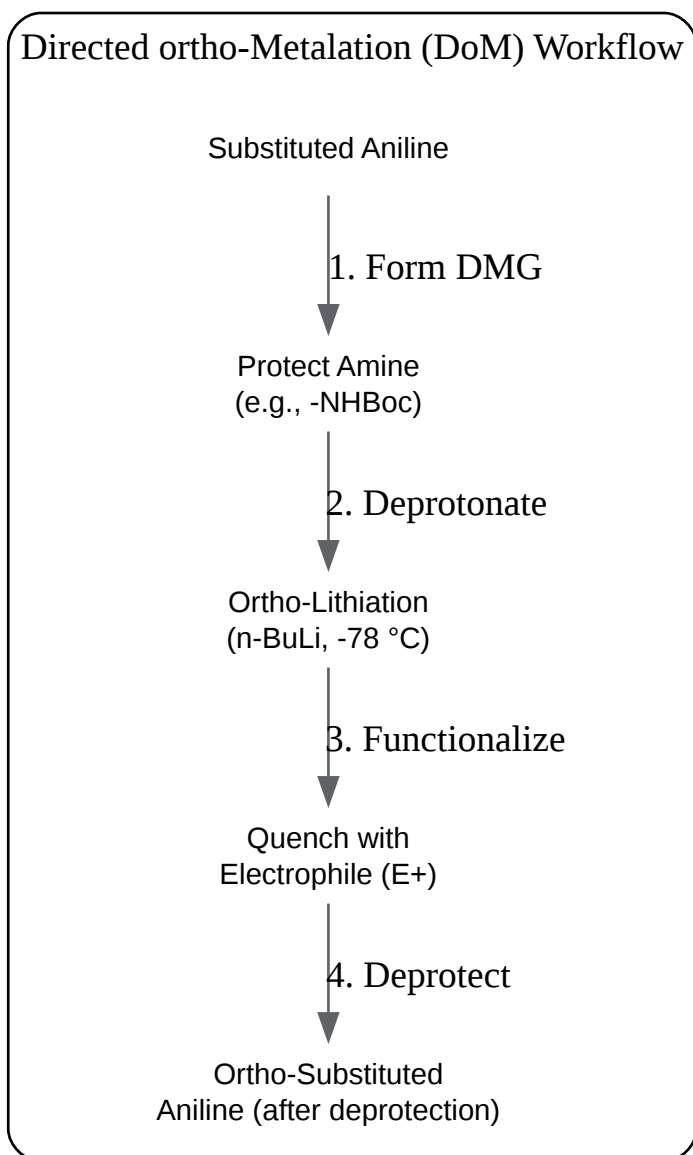 Directed ortho-Metalation (DoM) Workflow
Substituted Aniline
1. Form DMG
Protect Amine
(e.g., -NHBoc)
2. Deprotonate
Ortho-Lithiation
(n-BuLi, -78 °C)
3. Functionalize
Quench with
Electrophile (E+)
4. Deprotect
Ortho-Substituted
Aniline (after deprotection)